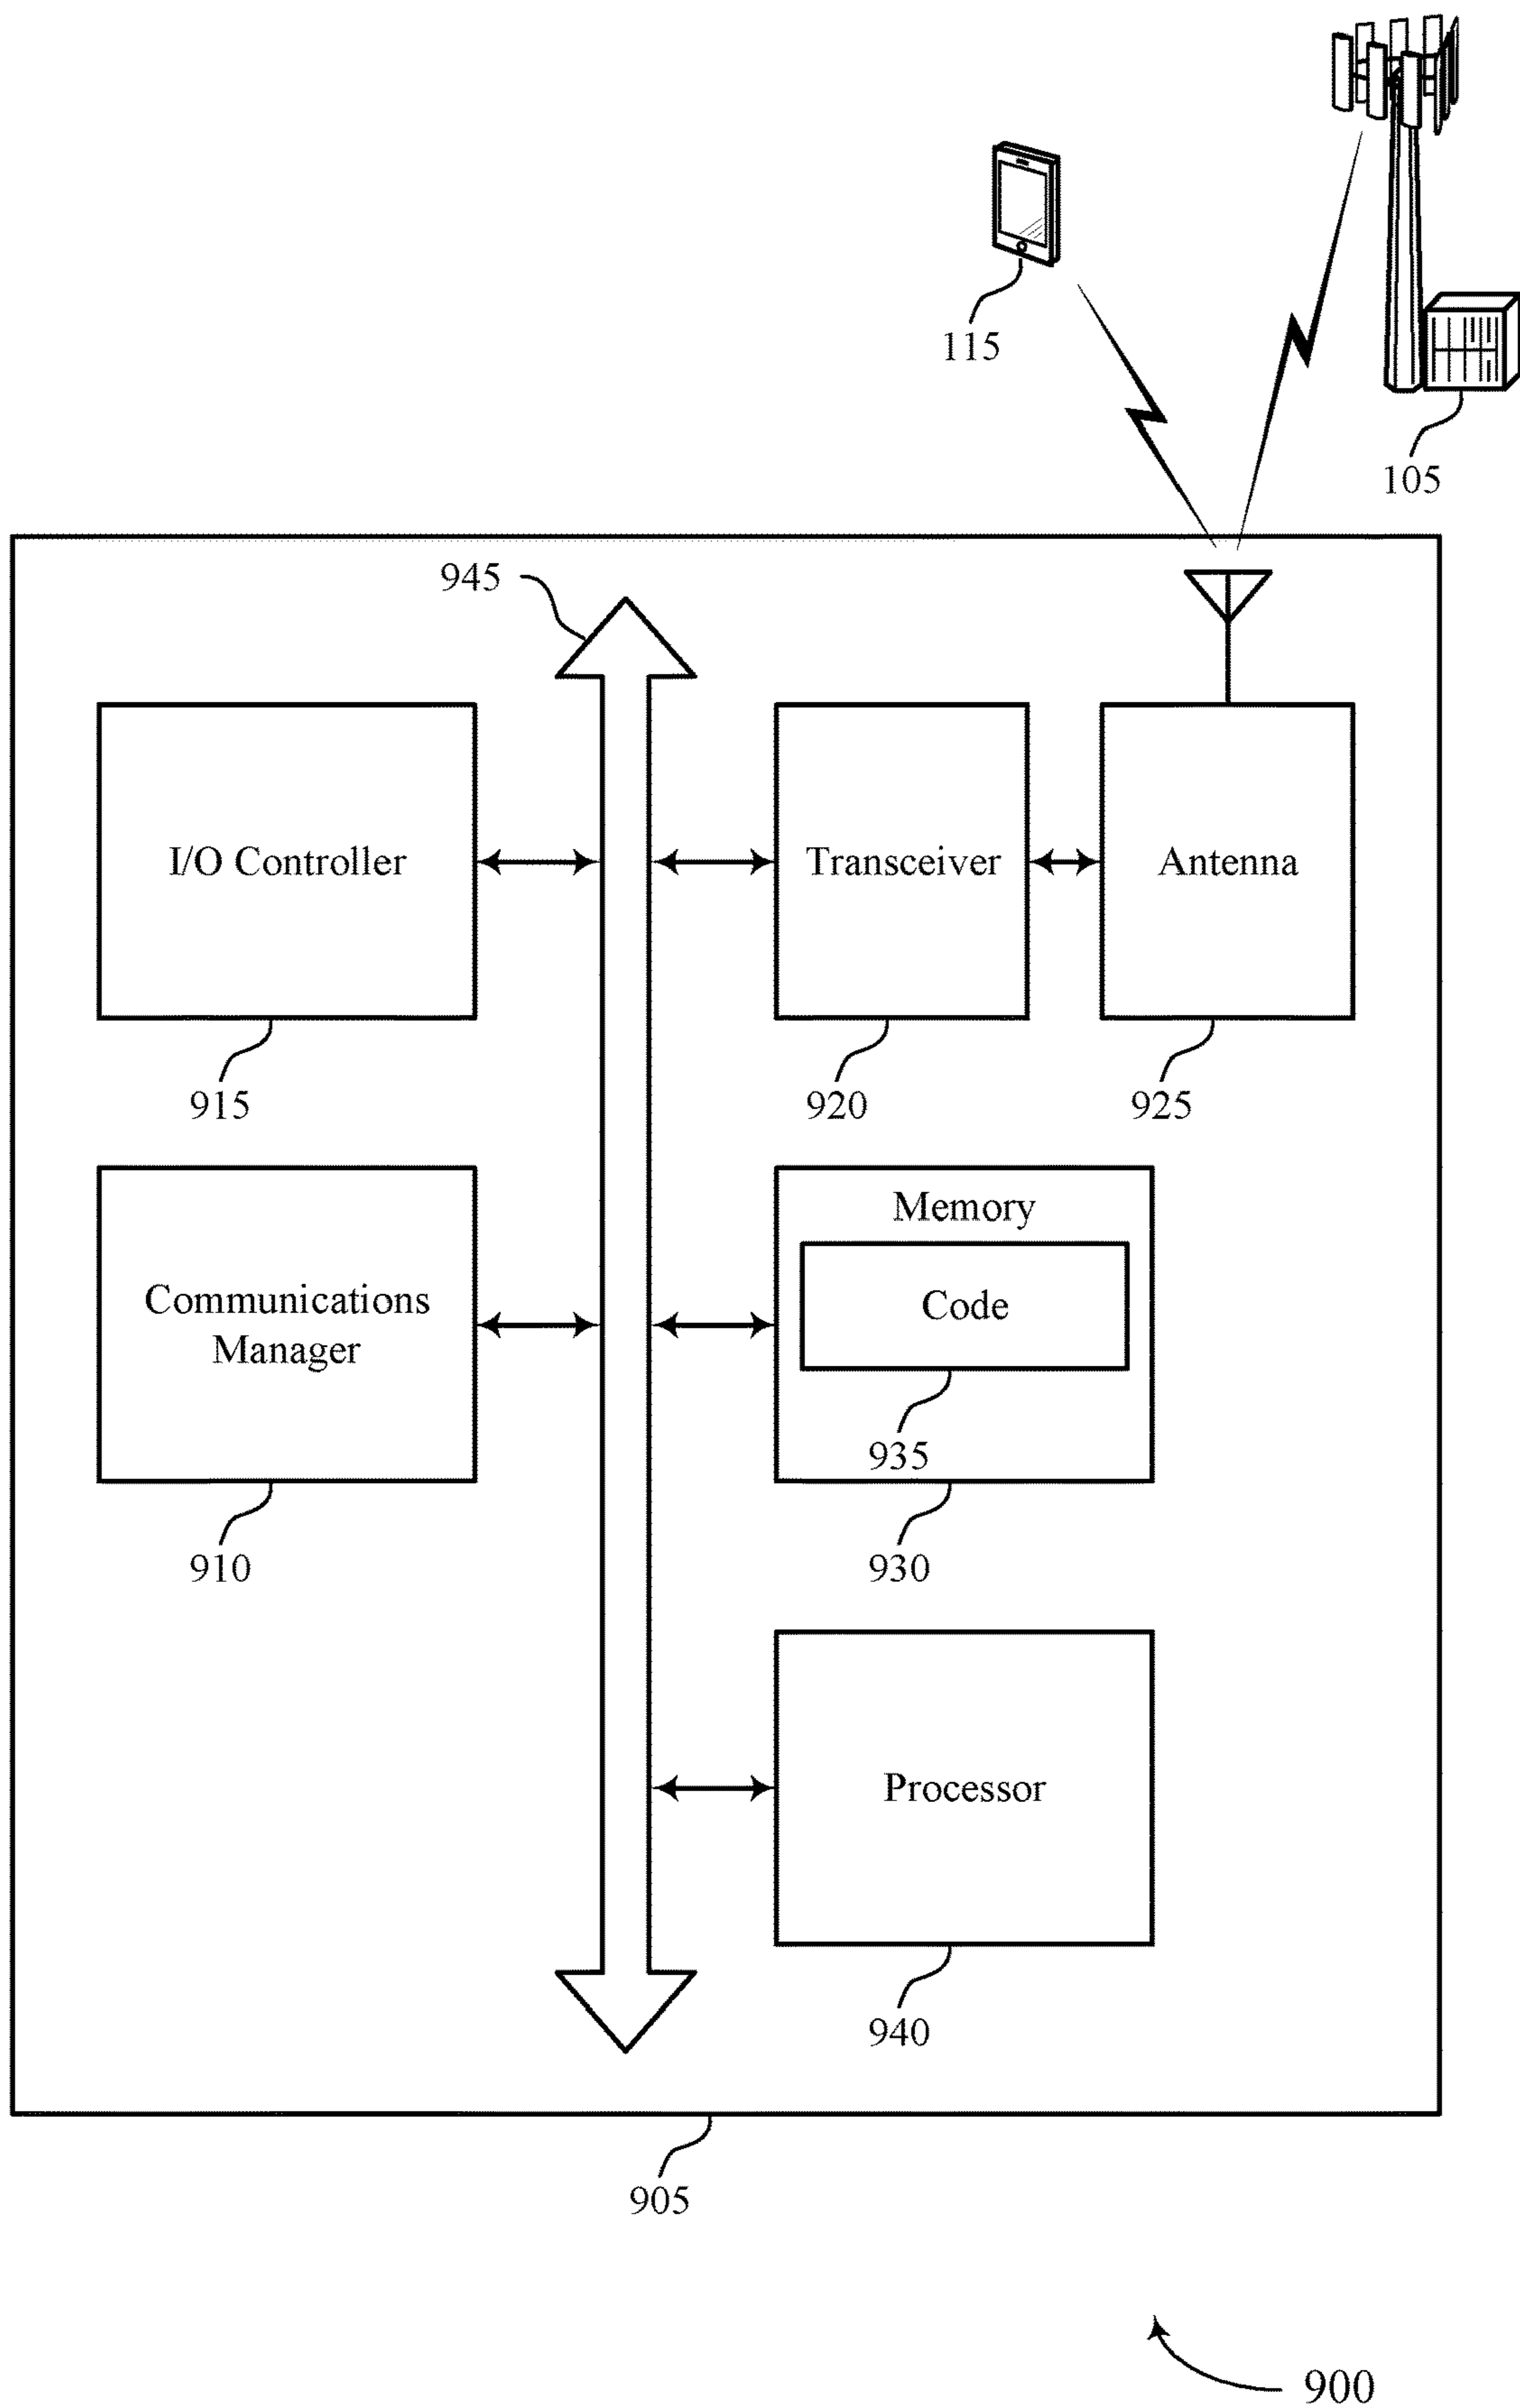 115
105
945
I/O Controller
Transceiver
Antenna
915
920
925
Communications
Manager
Memory
Code
935
910
930
Processor
940
905
900